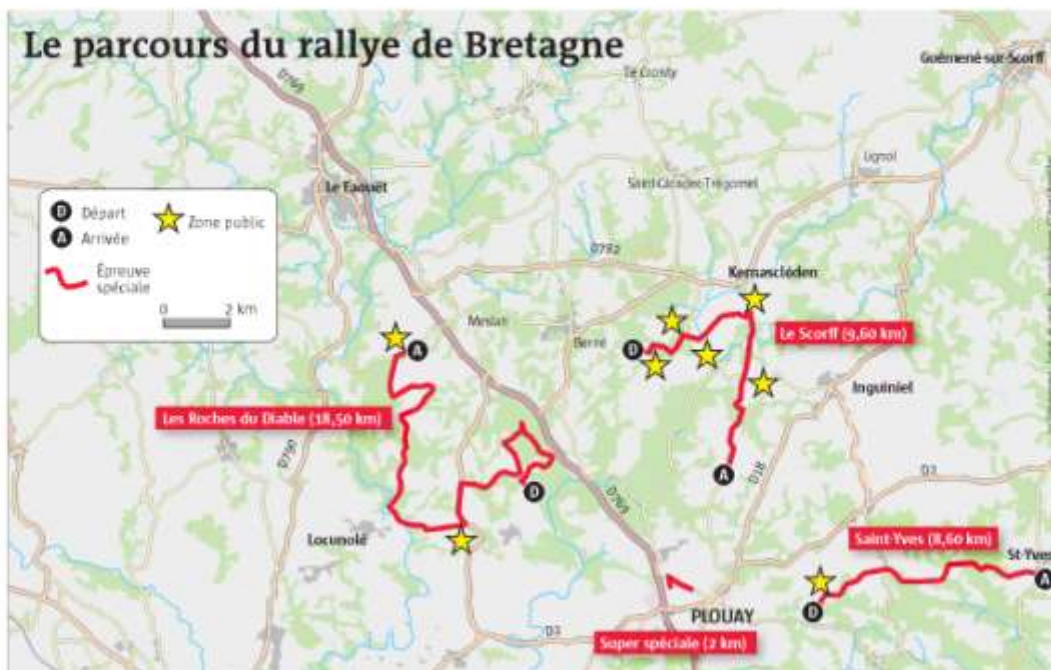 Le parcours du rallye de Bretagne
Guémené-sur-Scorff
D769
Le Croisty
Lignol
Le Faouët
Saint-Caradec-Trégomel
D Départ
A Arrivée
Zone public
Épreuve
spéciale
0 2 km
D782
Kernascléden
Meslan
Berné
D
A
Le Scorff (9,60 km)
Inguiniel
Les Roches du Diable (18,50 km)
D790
A
D18
D3
D
D769
Locunolé
Saint-Yves (8,60 km)
St-Yves
A
D
PLOUAY
D3
Super spéciale (2 km)